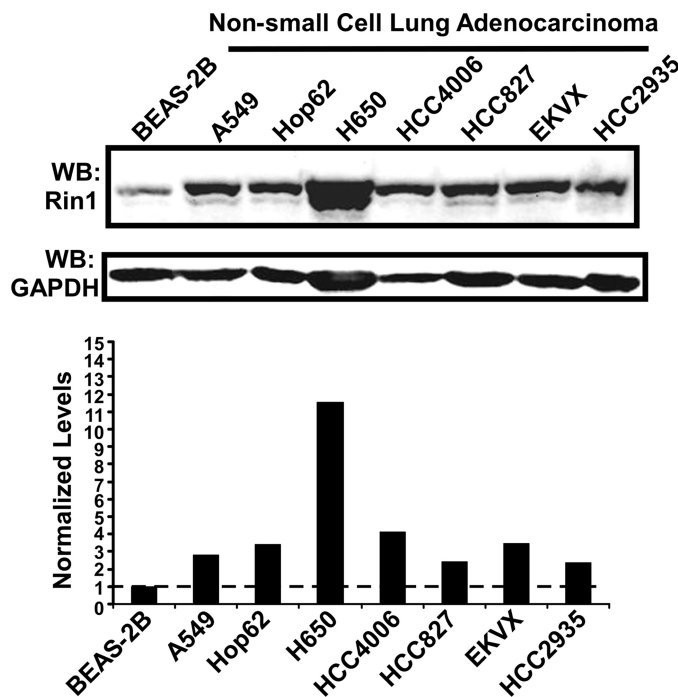 Non-small Cell Lung Adenocarcinoma
BEAS-2B A549 Hop62 H650 HCC4006 HCC827 EKVX HCC2935
WB:
Rin1
WB:
GAPDH
Normalized Levels
15
14
13
12
11
10
9
8
7
6
5
4
3
2
1
0
BEAS-2B A549 Hop62 H650 HCC4006 HCC827 EKVX HCC2935